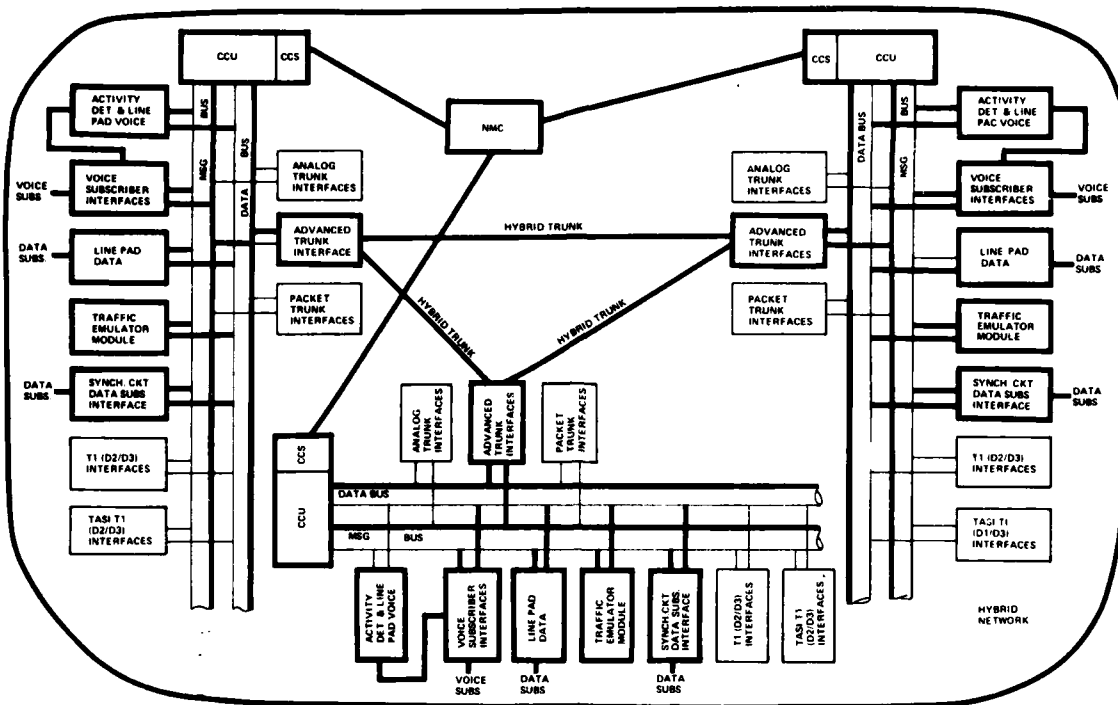 CCU
CCS
ACTIVITY
DET & LINE
PAD VOICE
VOICE
SUBS
VOICE
SUBSCRIBER
INTERFACES
DATA
SUBS
LINE PAD
DATA
TRAFFIC
EMULATOR
MODULE
DATA
SUBS
SYNCH. CKT
DATA SUBS
INTERFACE
T1 (D2/D3)
INTERFACES
TASI T1
(D2/D3)
INTERFACES
MSG
BUS
DATA
BUS
ANALOG
TRUNK
INTERFACES
ADVANCED
TRUNK
INTERFACE
PACKET
TRUNK
INTERFACES
NMC
HYBRID TRUNK
HYBRID TRUNK
HYBRID TRUNK
CCS
CCU
ANALOG
TRUNK
INTERFACES
ADVANCED
TRUNK
INTERFACES
PACKET
TRUNK
INTERFACES
DATA BUS
MSG
BUS
CCS
CCU
ANALOG
TRUNK
INTERFACES
ADVANCED
TRUNK
INTERFACES
PACKET
TRUNK
INTERFACES
DATA BUS
MSG
BUS
ACTIVITY
DET & LINE
PAC VOICE
VOICE
SUBSCRIBER
INTERFACES
VOICE
SUBS
LINE PAD
DATA
DATA
SUBS
TRAFFIC
EMULATOR
MODULE
SYNCH. CKT
DATA SUBS
INTERFACE
DATA
SUBS
T1 (D2/D3)
INTERFACES
TASI T1
(D1/D3)
INTERFACES
ACTIVITY
DET & LINE
PAD VOICE
VOICE
SUBSCRIBER
INTERFACES
LINE PAD
DATA
TRAFFIC
EMULATOR
MODULE
SYNCH. CKT
DATA SUBS.
INTERFACE
T1 (D2/D3)
INTERFACES
TASI T1
(D2/D3)
INTERFACES
VOICE
SUBS
DATA
SUBS
DATA
SUBS
HYBRID
NETWORK